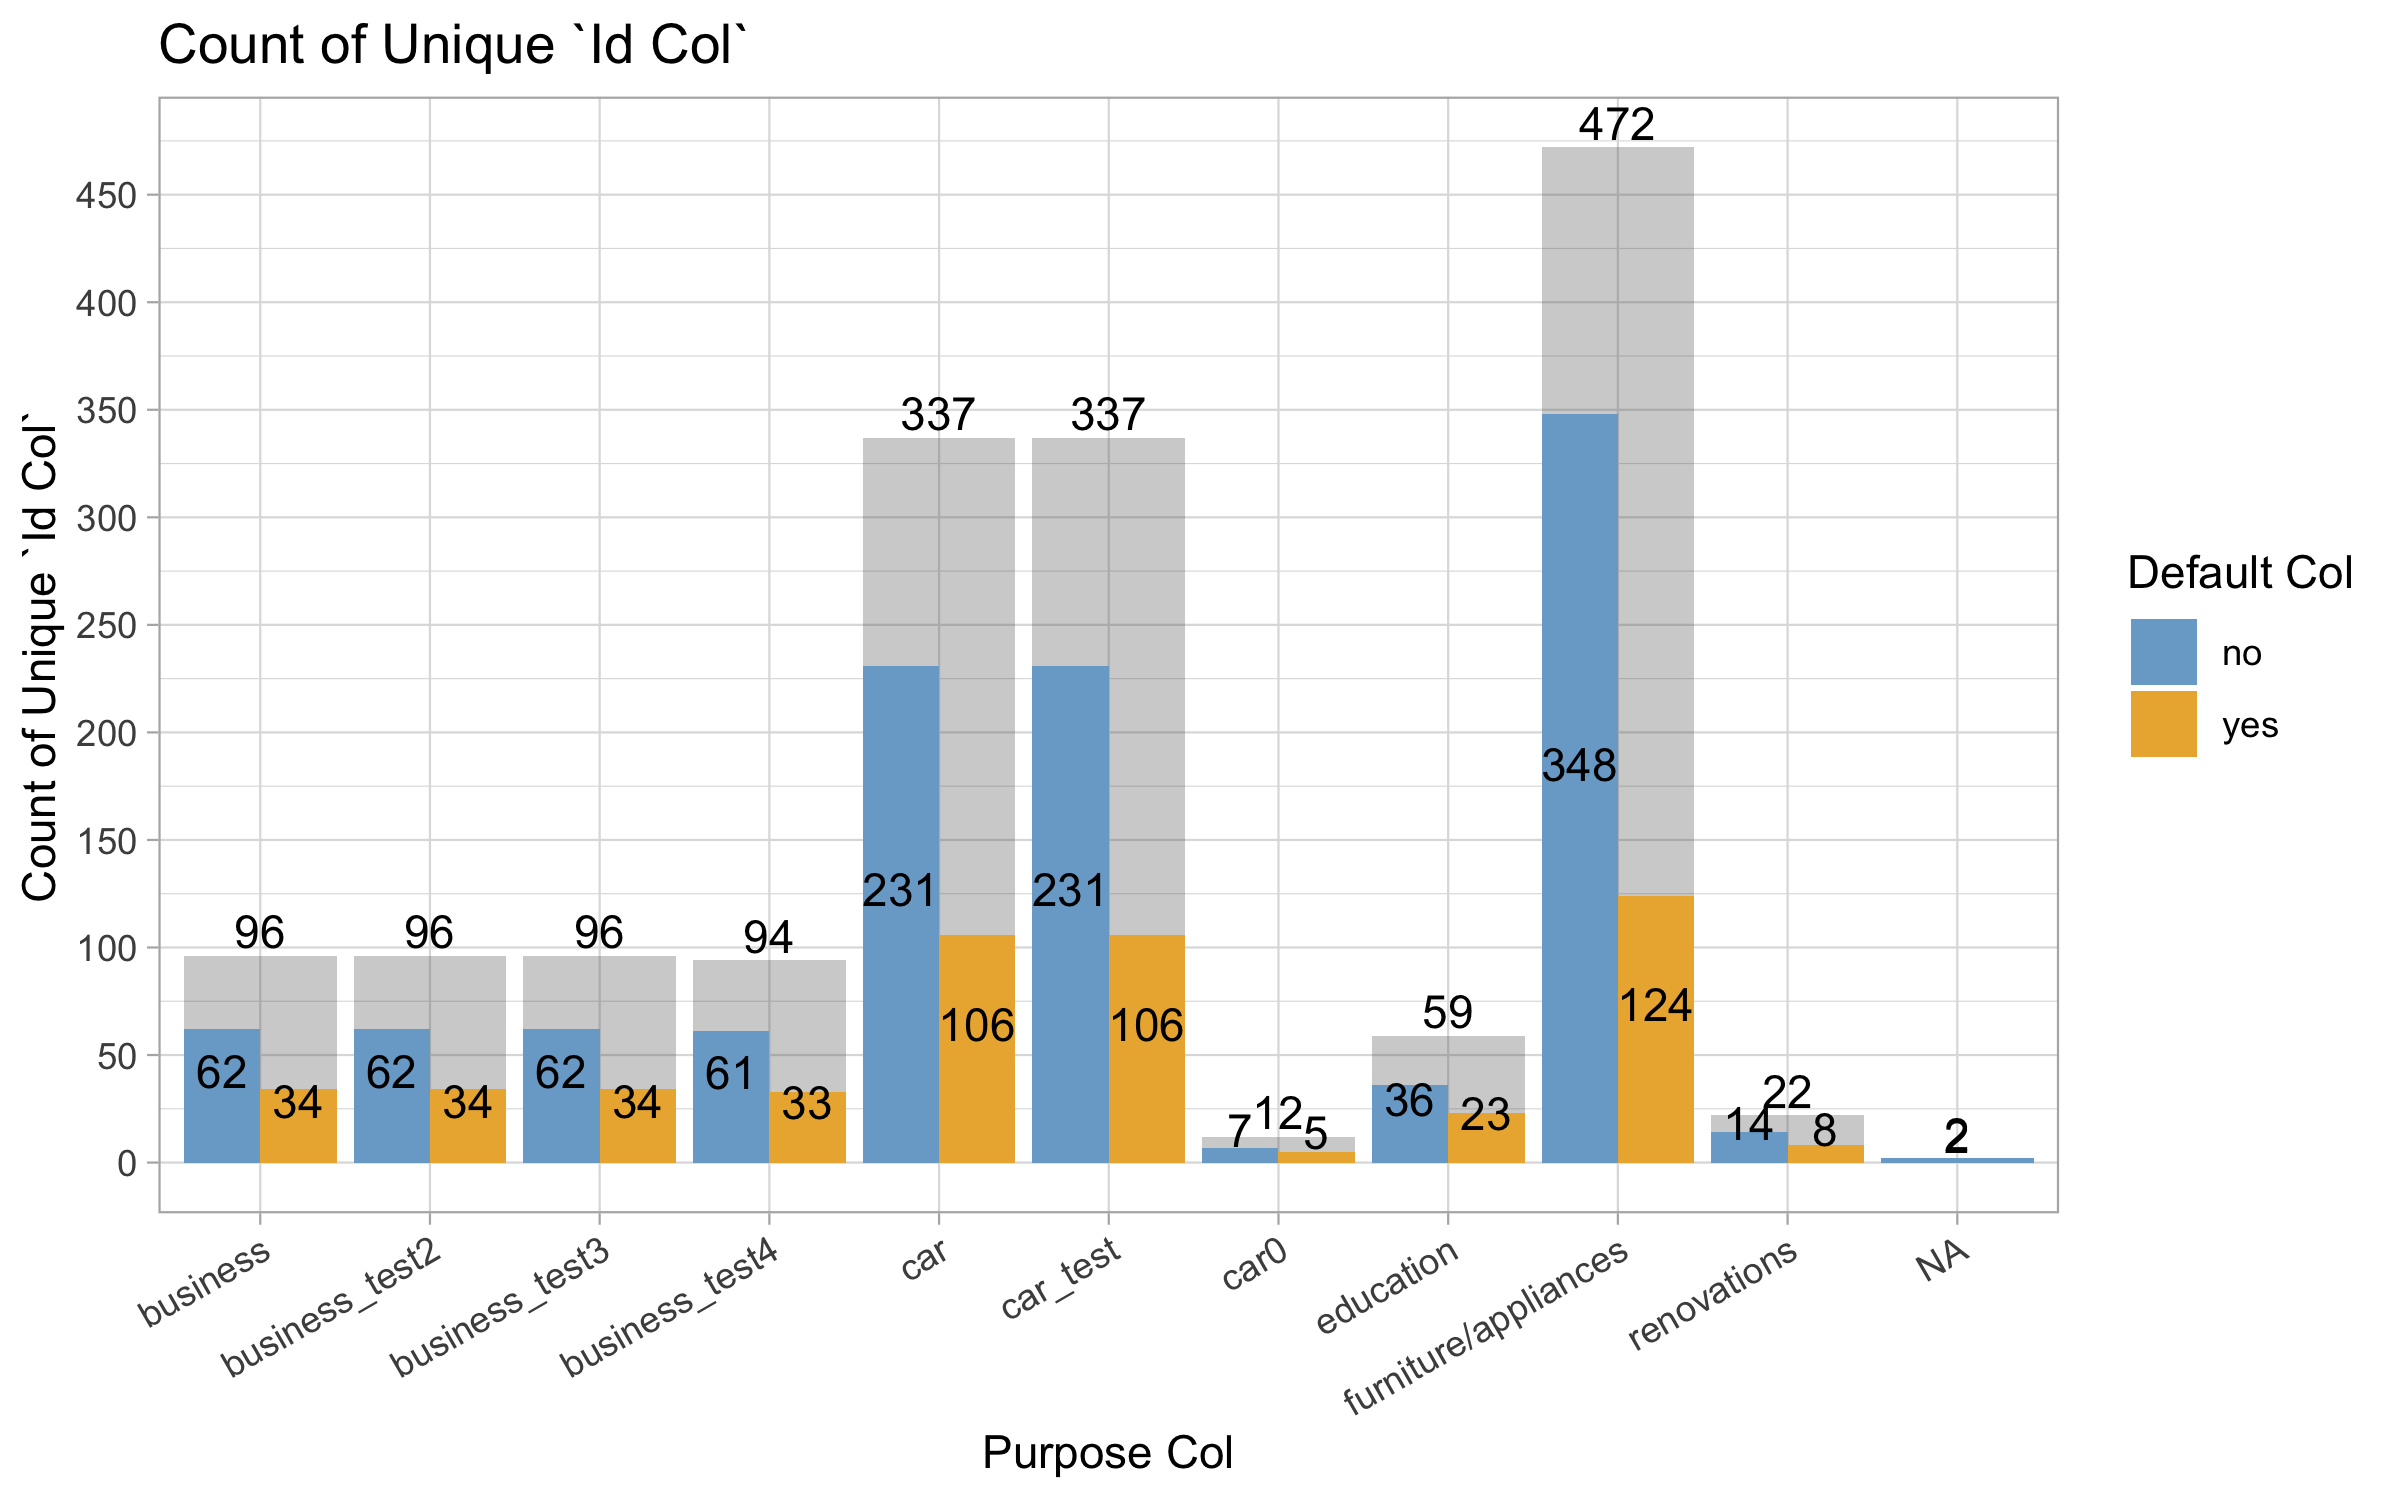 Count of Unique `Id Col`
Count of Unique `Id Col`
450
400
350
300
250
200
150
100
50
0
96
62
34
96
62
34
96
62
34
94
61
33
337
231
106
337
231
106
12
7
5
59
36
23
472
348
124
22
14
8
2
business
business_test2
business_test3
business_test4
car
car_test
car0
education
furniture/appliances
renovations
NA
Purpose Col
Default Col
no
yes